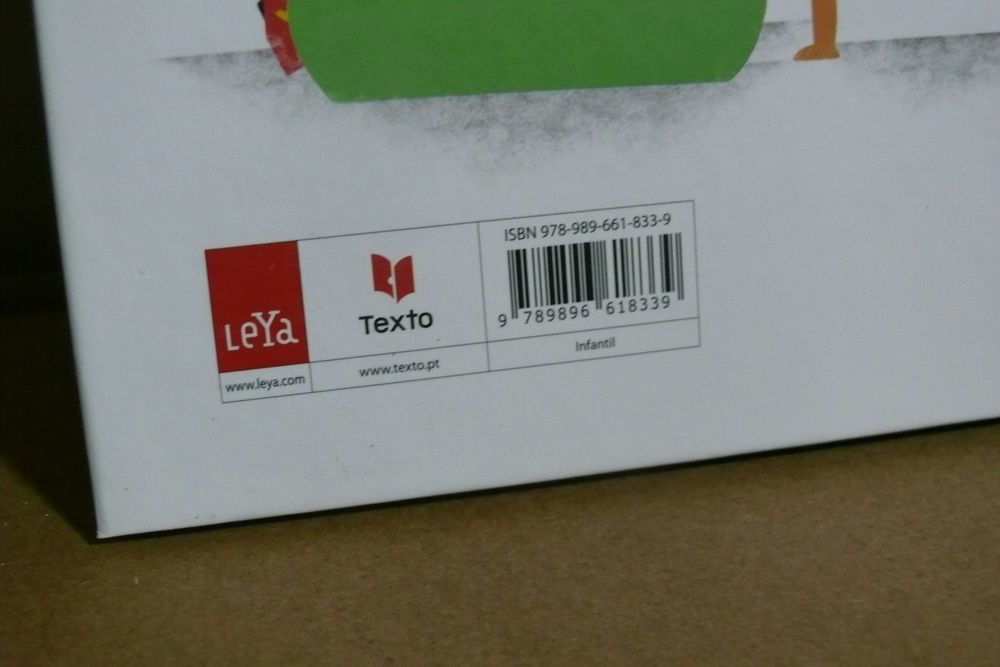 LeYa
www.leya.com
Texto
www.texto.pt
ISBN 978-989-661-833-9
9 789896 618339
Infantil